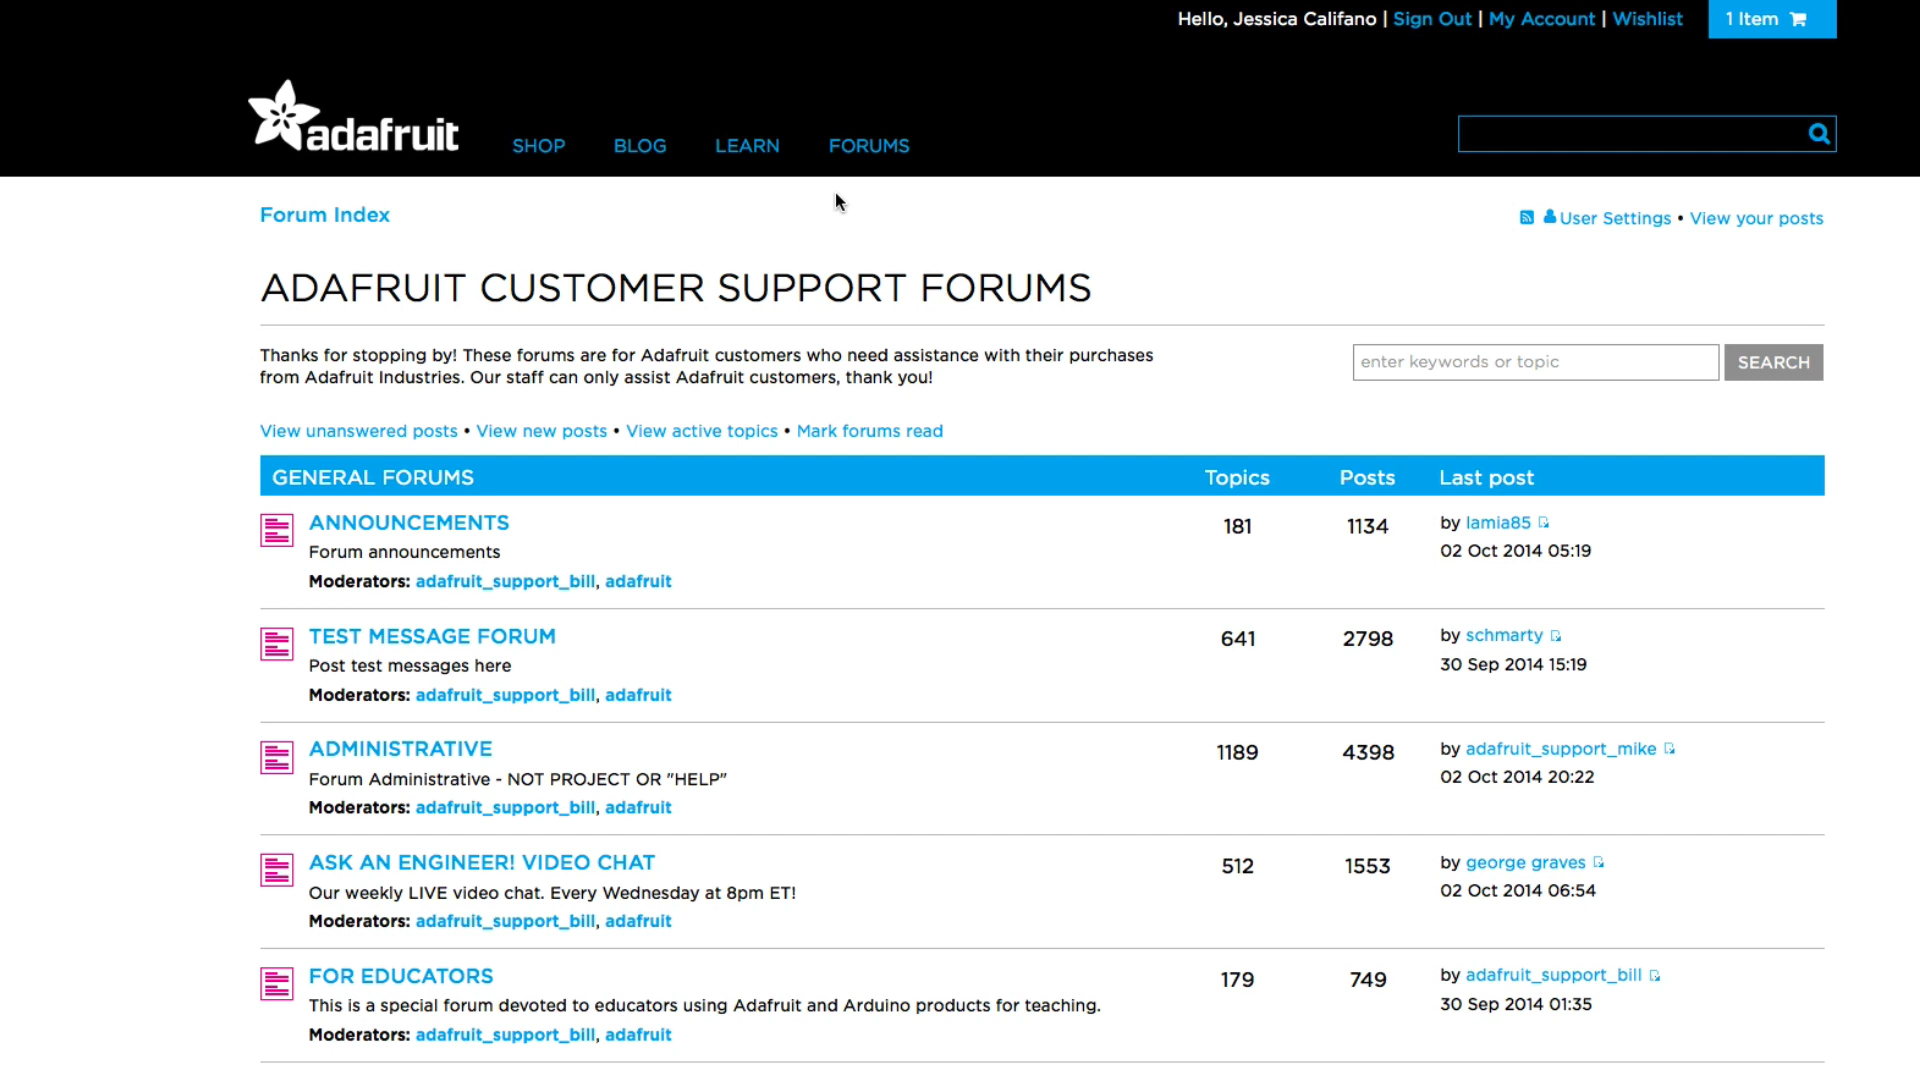 Hello, Jessica Califano | Sign Out | My Account | Wishlist 1 Item
adafruit SHOP BLOG LEARN FORUMS
Forum Index User Settings • View your posts
ADAFRUIT CUSTOMER SUPPORT FORUMS
Thanks for stopping by! These forums are for Adafruit customers who need assistance with their purchases
from Adafruit Industries. Our staff can only assist Adafruit customers, thank you!
enter keywords or topic SEARCH
View unanswered posts • View new posts • View active topics • Mark forums read
GENERAL FORUMS Topics Posts Last post
ANNOUNCEMENTS 181 1134 by lamia85
Forum announcements 02 Oct 2014 05:19
Moderators: adafruit_support_bill, adafruit
TEST MESSAGE FORUM 641 2798 by schmarty
Post test messages here 30 Sep 2014 15:19
Moderators: adafruit_support_bill, adafruit
ADMINISTRATIVE 1189 4398 by adafruit_support_mike
Forum Administrative - NOT PROJECT OR "HELP" 02 Oct 2014 20:22
Moderators: adafruit_support_bill, adafruit
ASK AN ENGINEER! VIDEO CHAT 512 1553 by george graves
Our weekly LIVE video chat. Every Wednesday at 8pm ET! 02 Oct 2014 06:54
Moderators: adafruit_support_bill, adafruit
FOR EDUCATORS 179 749 by adafruit_support_bill
This is a special forum devoted to educators using Adafruit and Arduino products for teaching. 30 Sep 2014 01:35
Moderators: adafruit_support_bill, adafruit